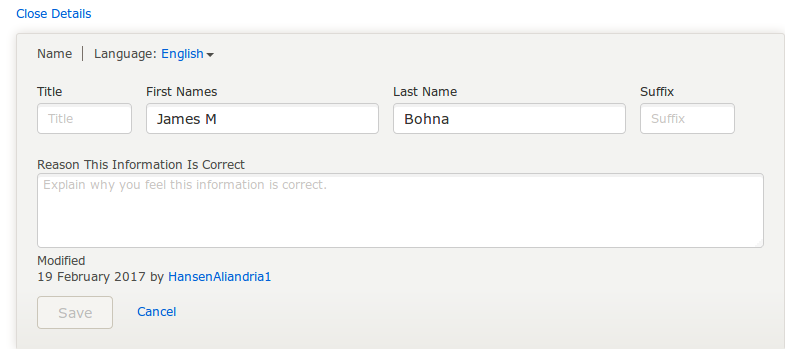 Close Details
Name | Language: English
Title First Names Last Name Suffix
Title James M Bohna Suffix
Reason This Information Is Correct
Explain why you feel this information is correct.
Modified
19 February 2017 by HansenAliandria1
Save Cancel